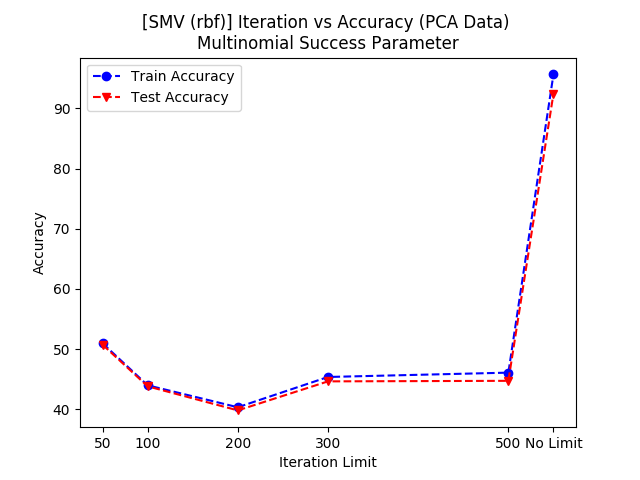 [SMV (rbf)] Iteration vs Accuracy (PCA Data)
Multinomial Success Parameter
Train Accuracy
Test Accuracy
90
80
70
60
50
40
Accuracy
50 100 200 300 500 No Limit
Iteration Limit